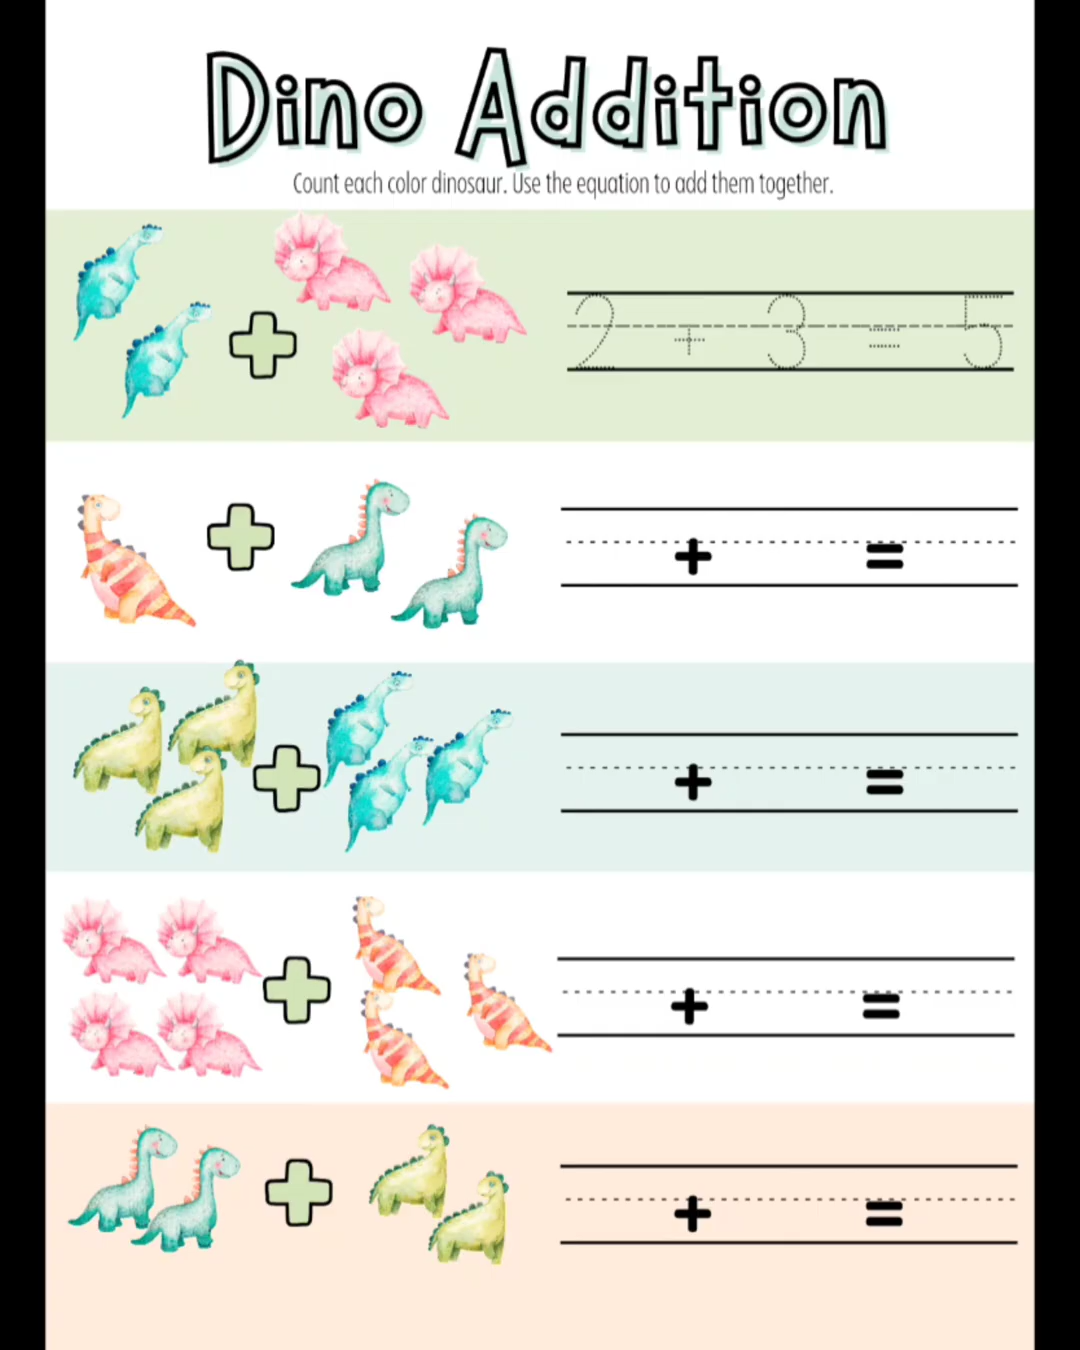 Dino Addition
Count each color dinosaur. Use the equation to add them together.
2 + 3 = 5
+ =
+ =
+ =
+ =